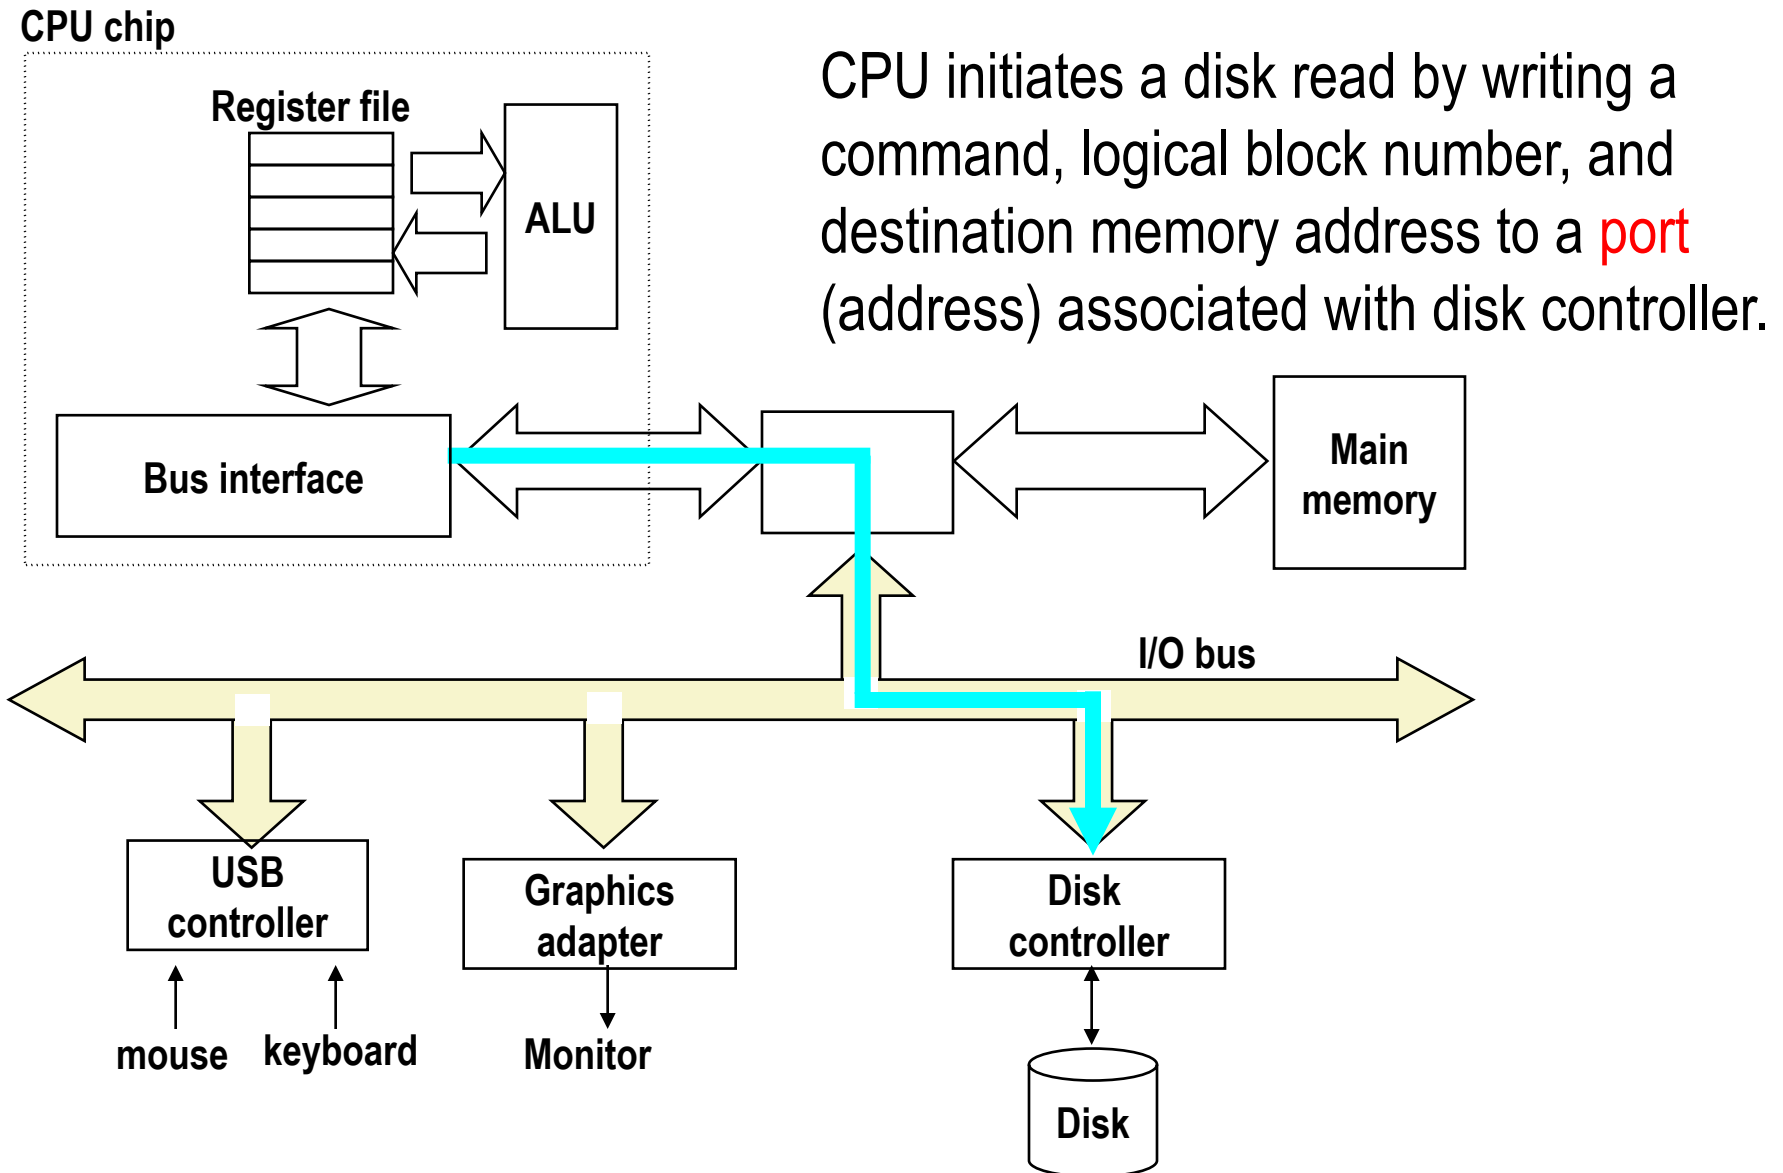 CPU chip
CPU initiates a disk read by writing a
command, logical block number, and
destination memory address to a port
(address) associated with disk controller.
Register file
ALU
Bus interface
Main
memory
I/O bus
USB
controller
Graphics
adapter
Disk
controller
mouse
keyboard
Monitor
Disk